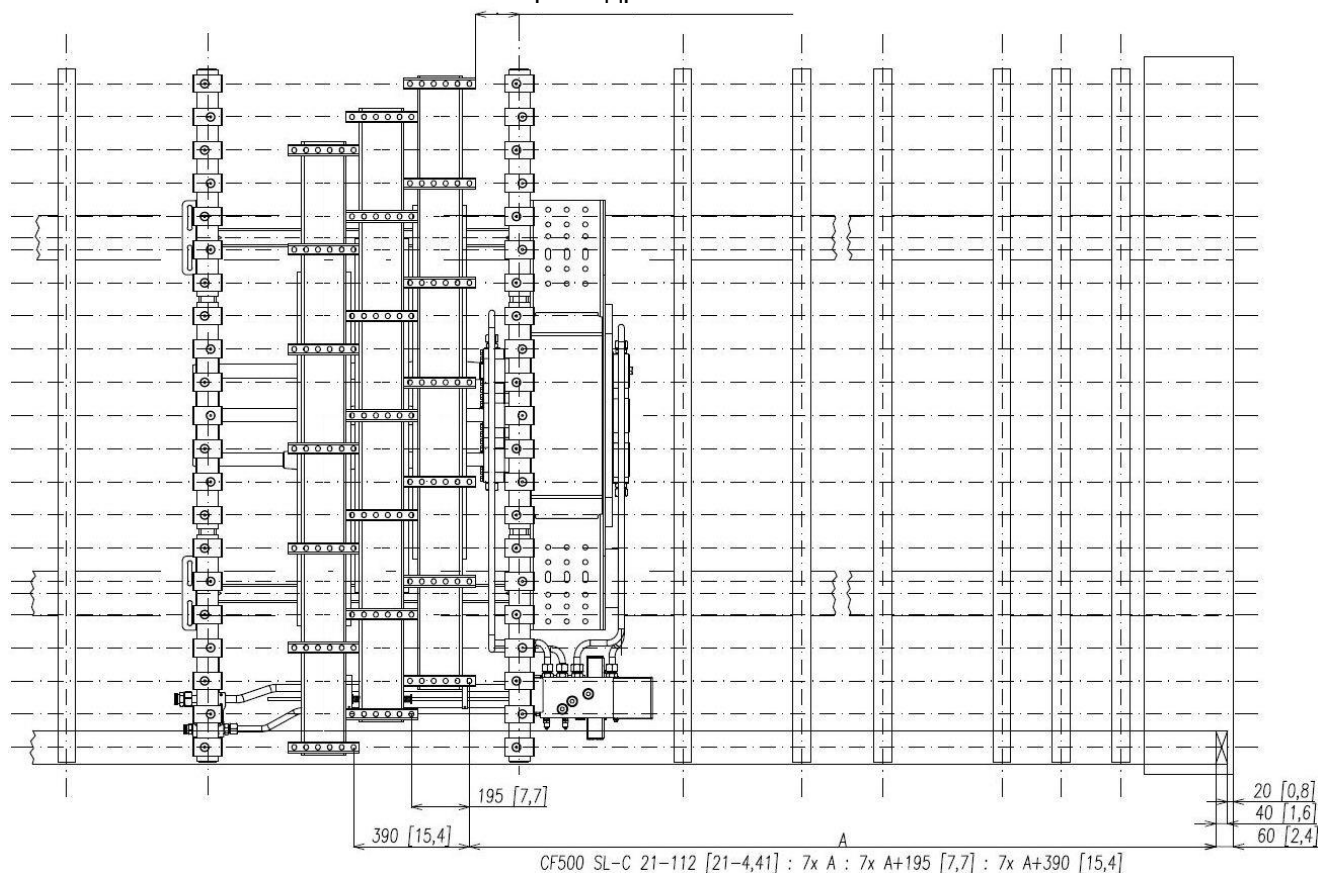 195 [7,7]
20 [0,8]
40 [1,6]
390 [15,4]
A
60 [2,4]
CF500 SL-C 21-112 [21-4,41] : 7x A : 7x A+195 [7,7] : 7x A+390 [15,4]